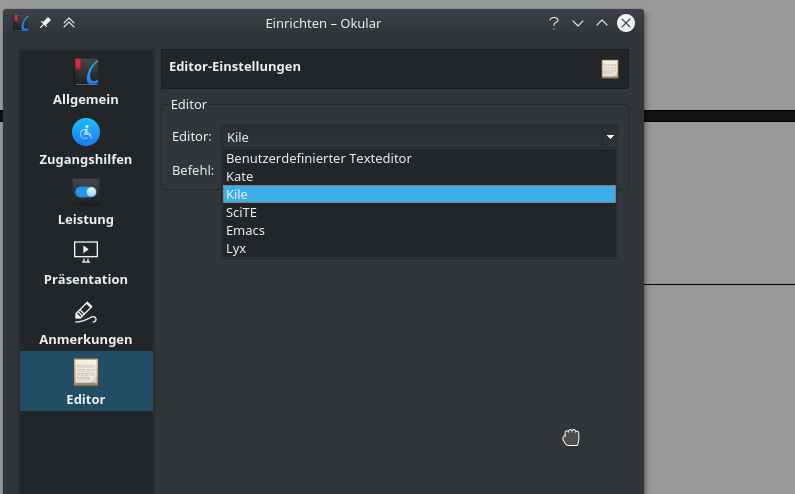 Einrichten – Okular
?
Allgemein
Zugangshilfen
Leistung
Präsentation
Anmerkungen
Editor
Editor-Einstellungen
Editor
Editor: Kile
Befehl:
Benutzerdefinierter Texteditor
Kate
Kile
SciTE
Emacs
Lyx